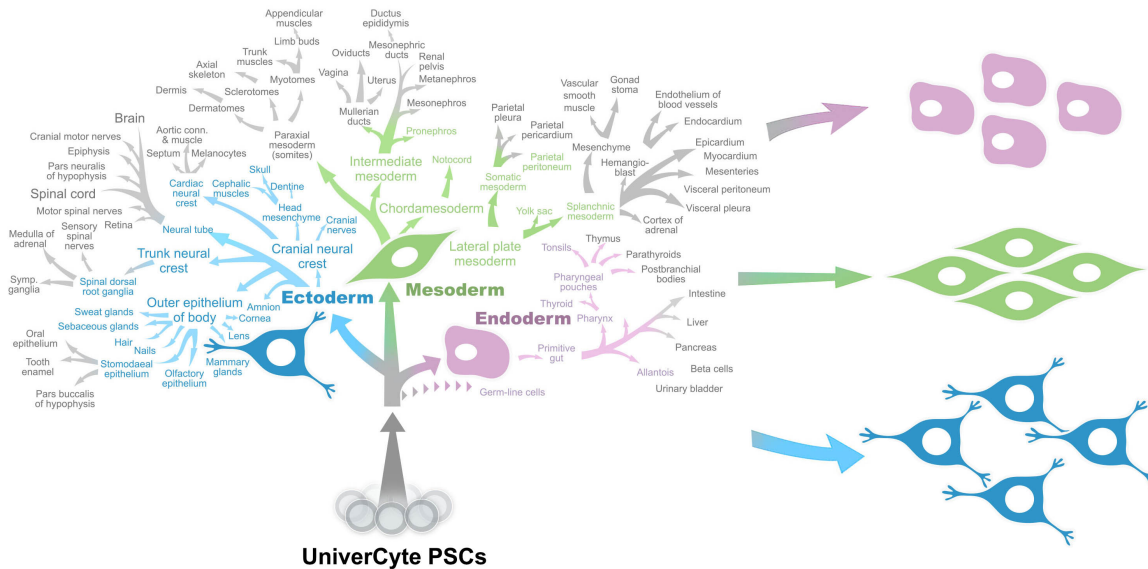 Appendicular
muscles
Limb buds
Trunk
muscles
Axial
skeleton
Myotomes
Sclerotomes
Dermis
Dermatomes
Paraxial
mesoderm
(somites)
Ductus
epididymis
Mesonephric
ducts
Oviducts
Renal
pelvis
Vagina
Uterus
Metanephros
Mullerian
ducts
Mesonephros
Pronephros
Intermediate
mesoderm
Notocord
Chordamesoderm
Parietal
pleura
Parietal
pericardium
Parietal
peritoneum
Somatic
mesoderm
Yolk sac
Lateral plate
mesoderm
Splanchnic
mesoderm
Vascular
smooth
muscle
Gonad
stoma
Mesenchyme
Hemangio-
blast
Endothelium of
blood vessels
Endocardium
Epicardium
Myocardium
Mesenteries
Visceral peritoneum
Visceral pleura
Cortex of
adrenal
Brain
Cranial motor nerves
Epiphysis
Pars neuralis
of hypophysis
Spinal cord
Motor spinal nerves
Retina
Neural tube
Aortic conn.
& muscle
Septum
Melanocytes
Cardiac
neural
crest
Cephalic
muscles
Skull
Dentine
Head
mesenchyme
Cranial
nerves
Cranial neural
crest
Medulla of
adrenal
Sensory
spinal
nerves
Symp.
ganglia
Spinal dorsal
root ganglia
Trunk neural
crest
Outer epithelium
of body
Amnion
Cornea
Lens
Mammary
glands
Sweat glands
Sebaceous glands
Hair
Nails
Olfactory
epithelium
Stomodaeal
epithelium
Oral
epithelium
Tooth
enamel
Pars buccalis
of hypophysis
Ectoderm
Mesoderm
Endoderm
Tonsils
Thymus
Parathyroids
Postbranchial
bodies
Pharyngeal
pouches
Thyroid
Pharynx
Primitive
gut
Intestine
Liver
Pancreas
Beta cells
Allantois
Urinary bladder
Germ-line cells
UniverCyte PSCs